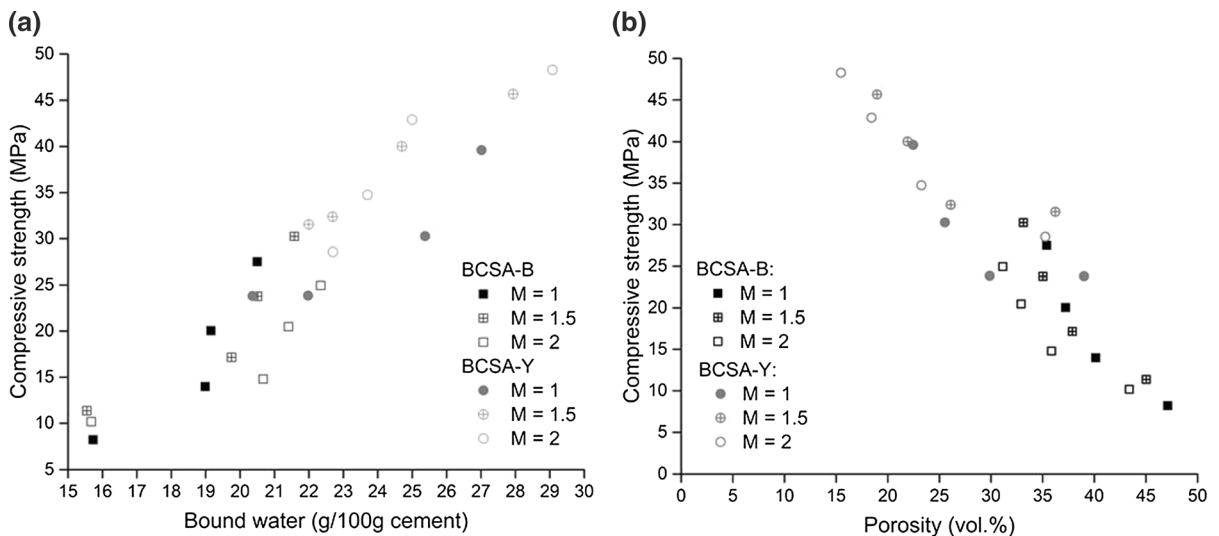 (a)
Compressive strength (MPa)
50
45
40
35
30
25
20
15
10
5
15 16 19 20 21 22 23 24 25 26 27 28 29 30
Bound water (g/100g cement)
BCSA-B
M = 1
M = 1.5
M = 2
BCSA-Y
M = 1
M = 1.5
M = 2
(b)
Compressive strength (MPa)
50
45
40
35
30
25
20
15
10
5
0
0 5 10 15 20 25 30 35 40 45 50
Porosity (vol.%)
BCSA-B:
M = 1
M = 1.5
M = 2
BCSA-Y:
M = 1
M = 1.5
M = 2